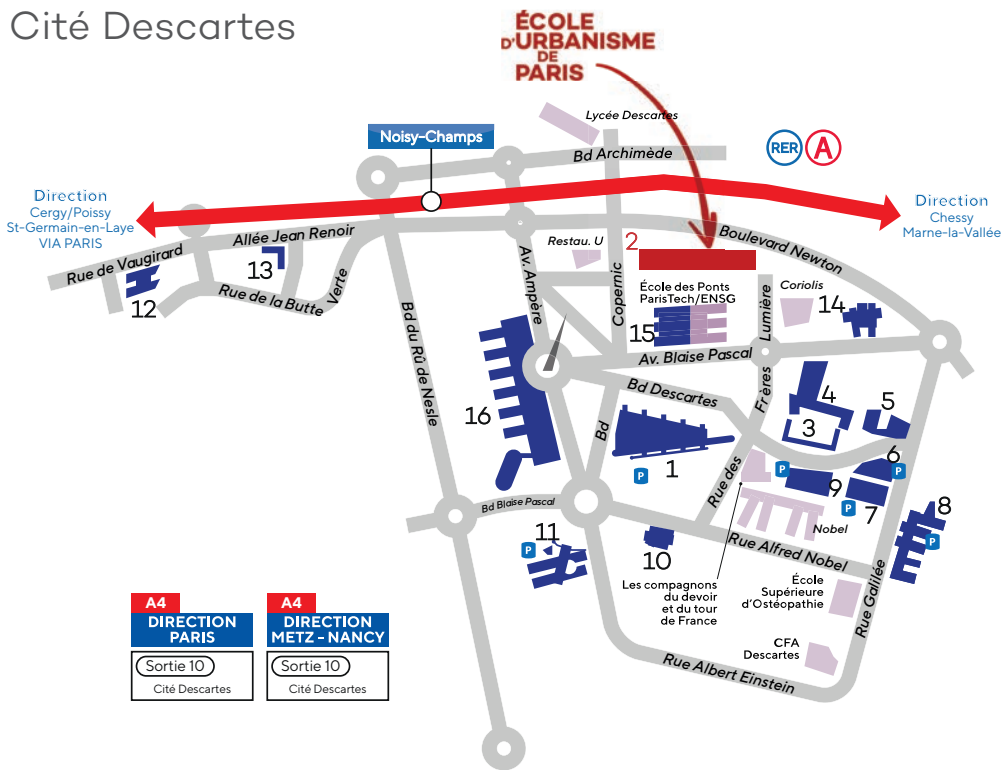 Cité Descartes
ÉCOLE
D'URBANISME
DE
PARIS
Lycée Descartes
Noisy-Champs
Bd Archimède
RER A
Direction
Cergy/Poissy
St-Germain-en-Laye
VIA PARIS
Direction
Chessy
Marne-la-Vallée
Rue de Vaugirard
Allée Jean Renoir
13
12
Rue de la Butte
Verte
Bd du Rû de Nesle
Av. Ampère
Restau. U
2
Boulevard Newton
Copernic
École des Ponts
ParisTech/ENSG
15
Lumière
Coriolis
14
Av. Blaise Pascal
Bd Descartes
Frères
4
5
3
16
Bd
1
P
Rue des
P
9
6
P
7
P
8
P
Bd Blaise Pascal
Nobel
11
P
10
Rue Alfred Nobel
Les compagnons
du devoir
et du tour
de France
École
Supérieure
d'Ostéopathie
Rue Galilée
CFA
Descartes
Rue Albert Einstein
A4
DIRECTION
PARIS
Sortie 10
Cité Descartes
A4
DIRECTION
METZ - NANCY
Sortie 10
Cité Descartes